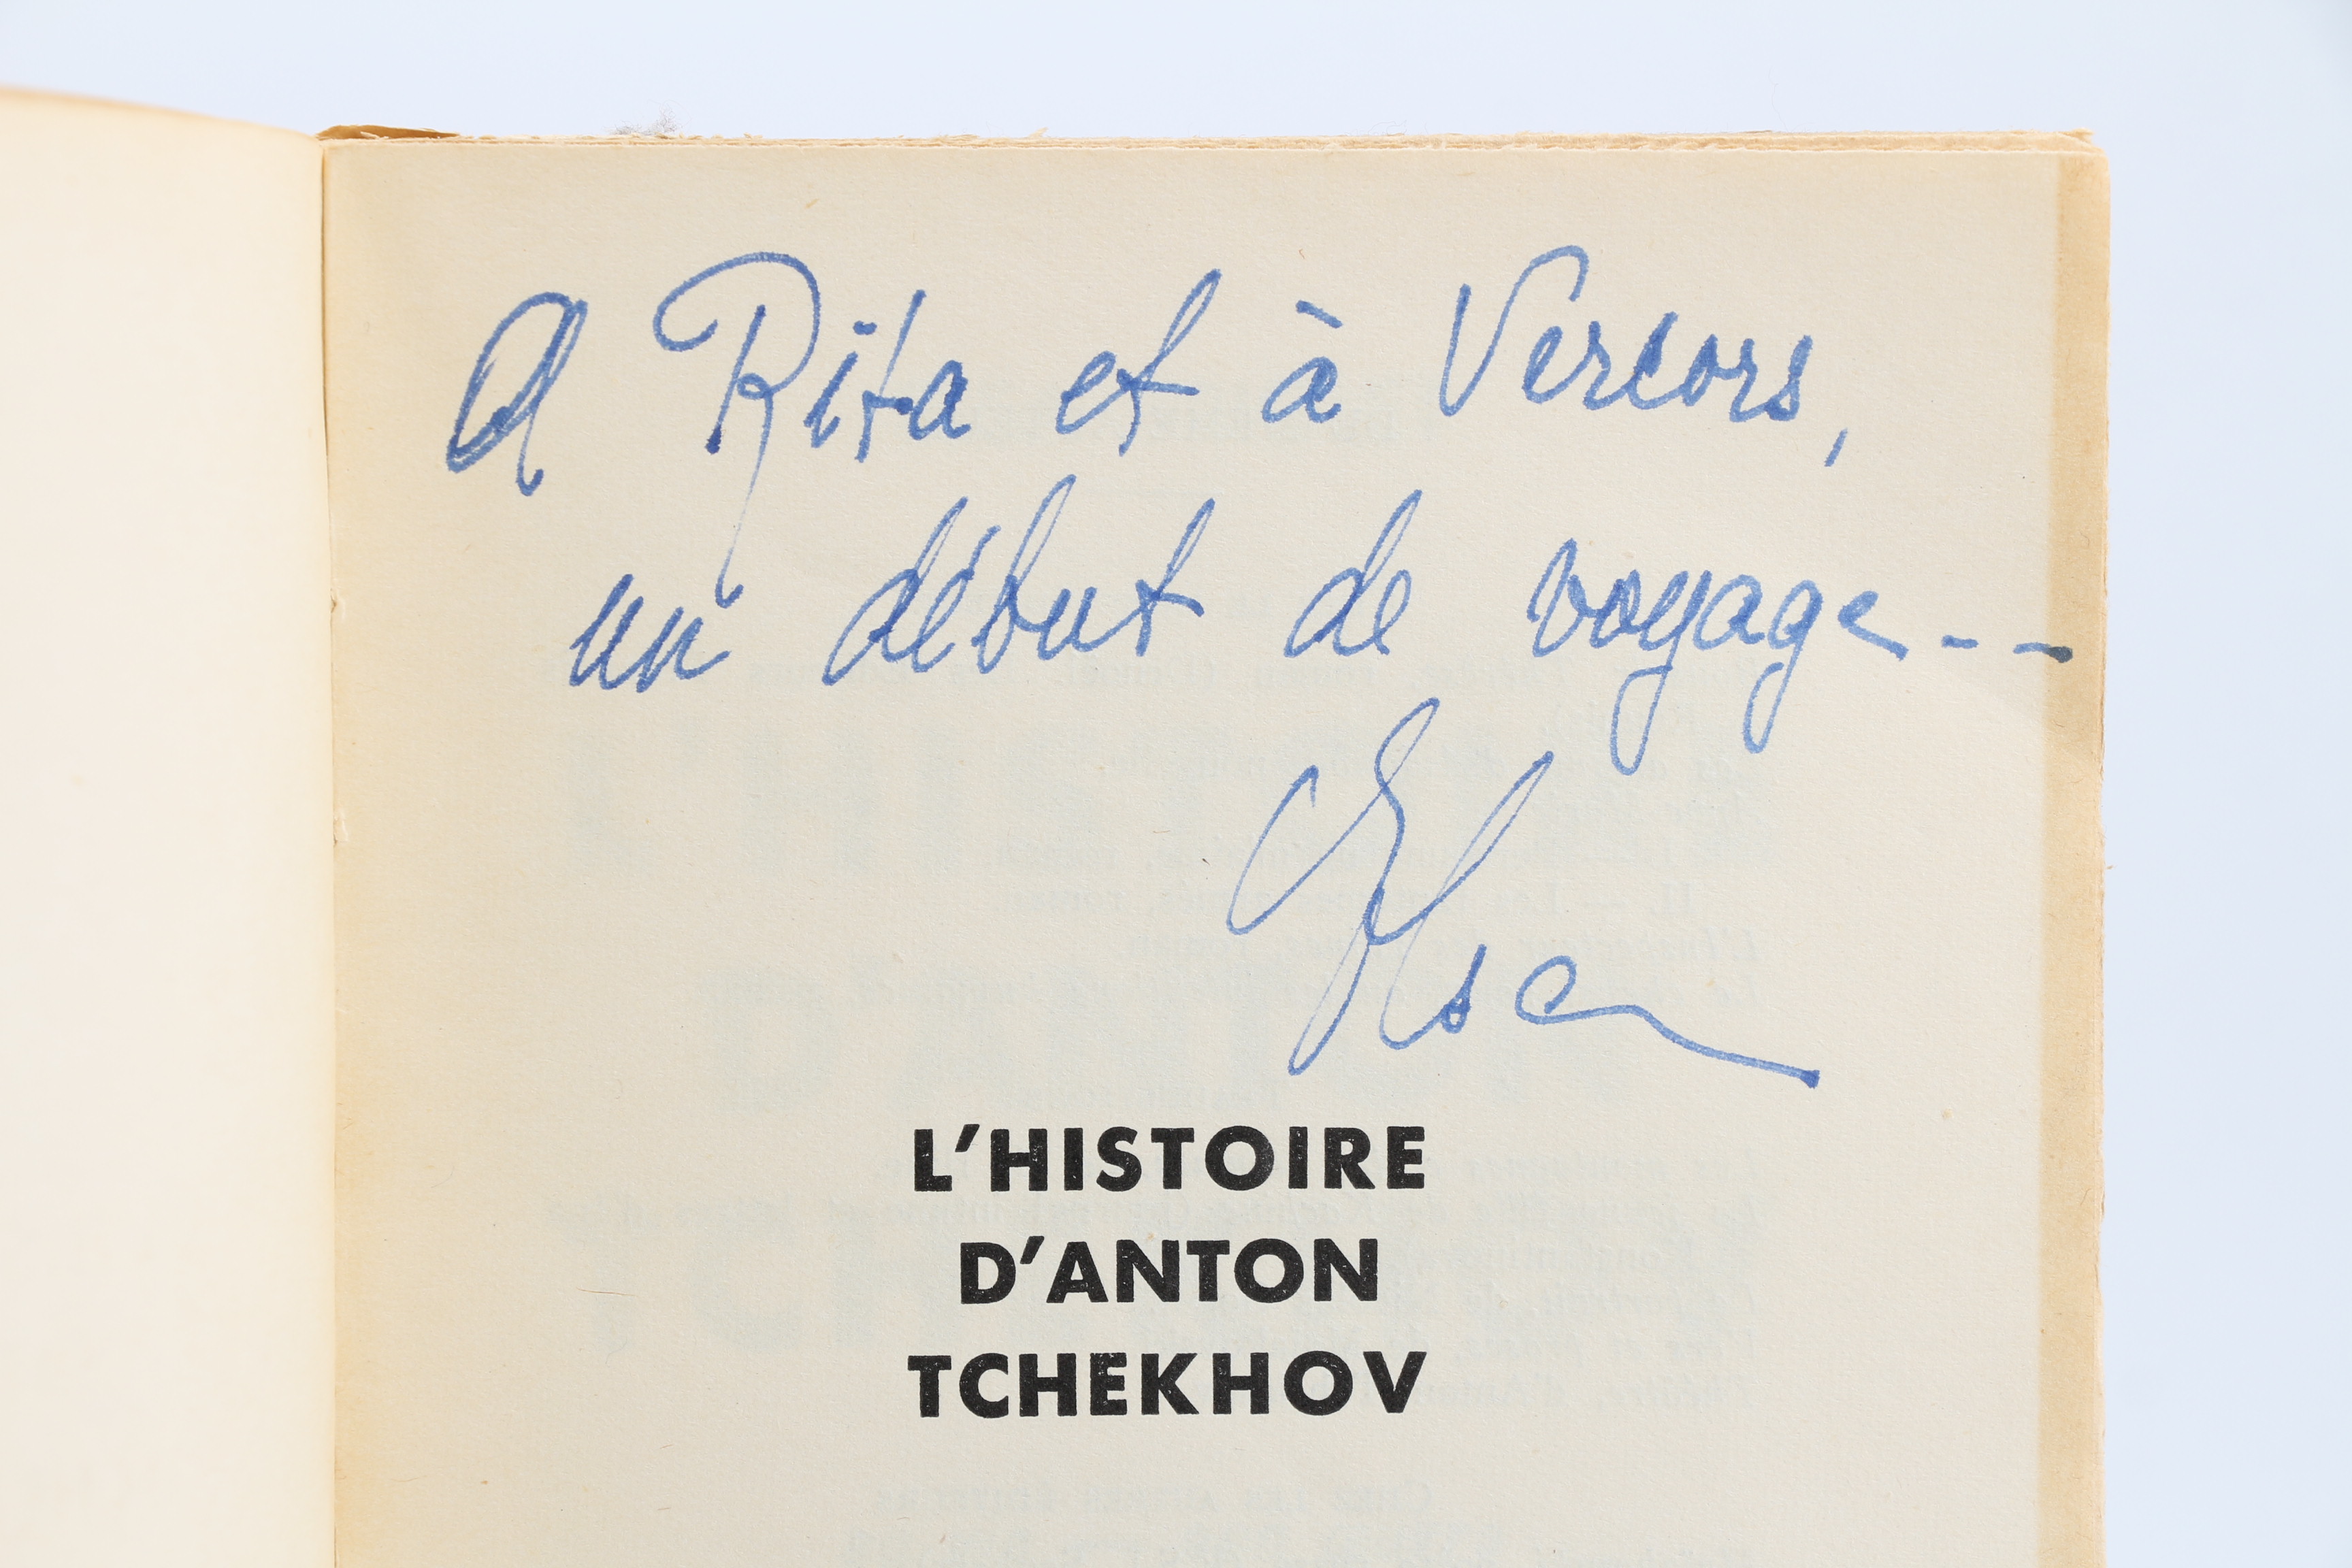 A Rita et à Vercors,
un début de voyage---
Elsa
L'HISTOIRE
D'ANTON
TCHEKHOV